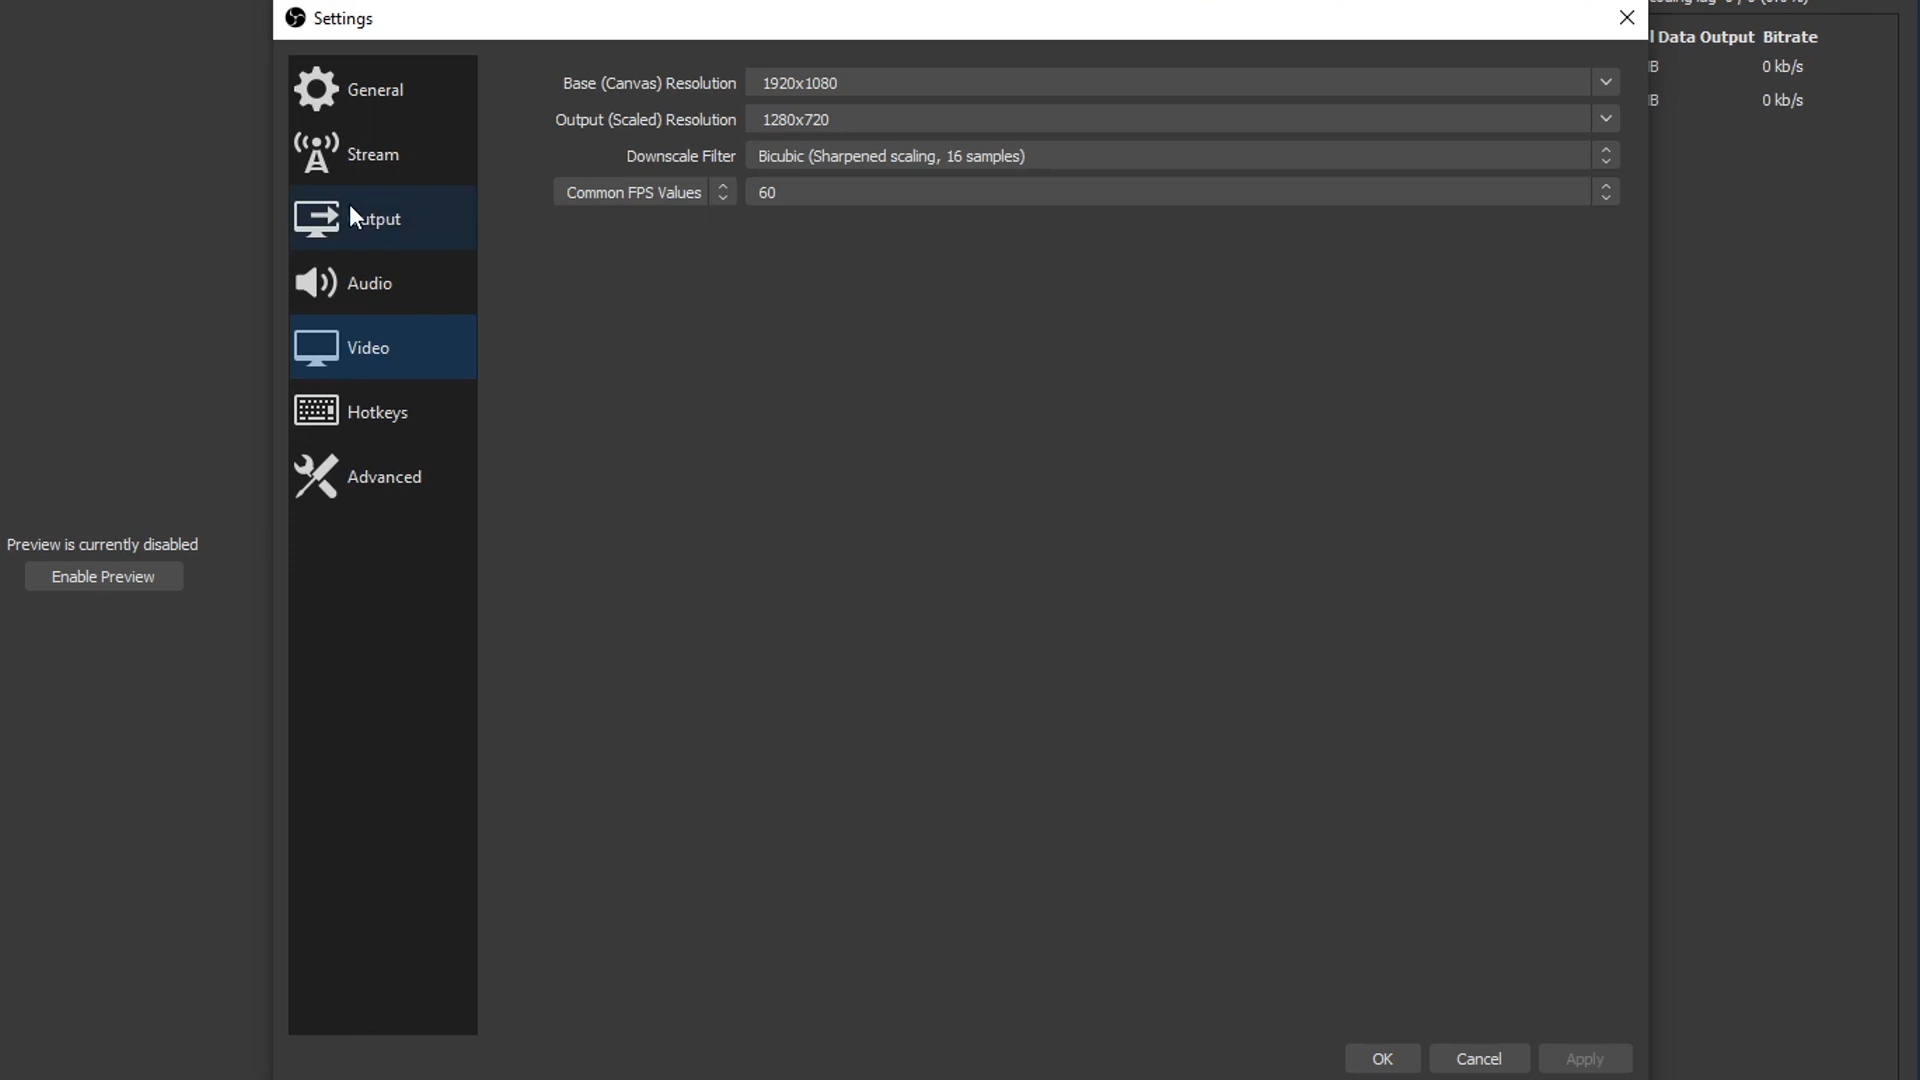 Settings
l Data Output Bitrate
B 0 kb/s
B 0 kb/s
General
Stream
Output
Audio
Video
Hotkeys
Advanced
Base (Canvas) Resolution 1920x1080
Output (Scaled) Resolution 1280x720
Downscale Filter Bicubic (Sharpened scaling, 16 samples)
Common FPS Values 60
Preview is currently disabled
Enable Preview
OK Cancel Apply